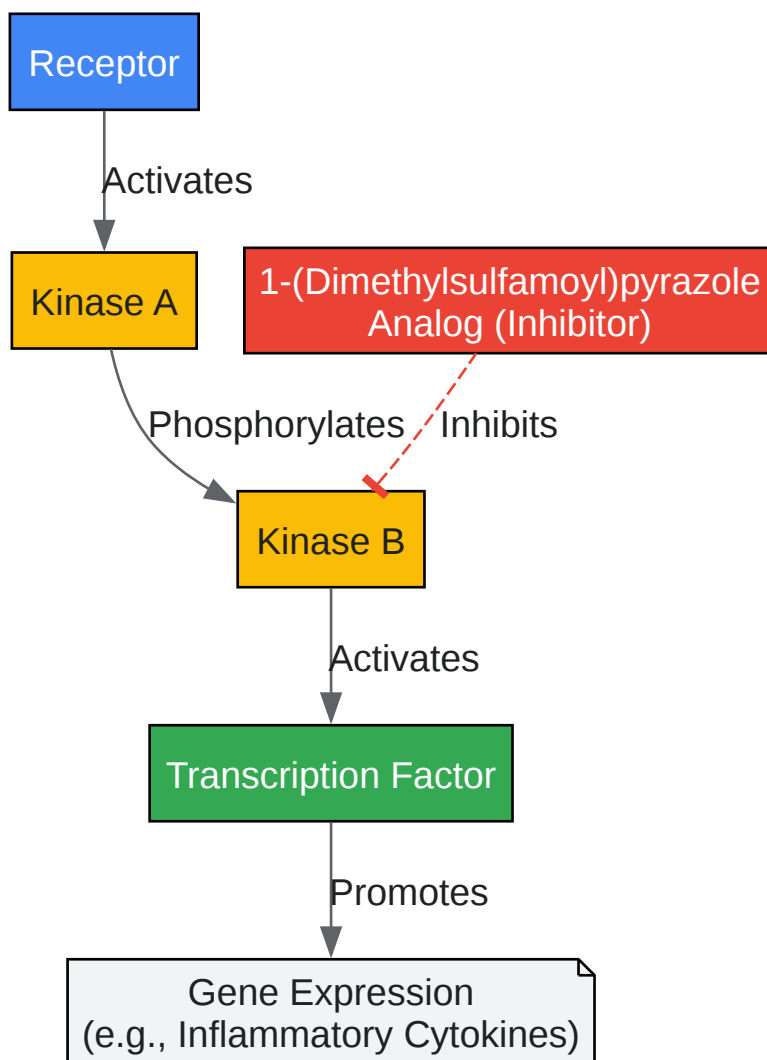 Receptor
Activates
Kinase A
1-(Dimethylsulfamoyl)pyrazole
Analog (Inhibitor)
Phosphorylates
Inhibits
Kinase B
Activates
Transcription Factor
Promotes
Gene Expression
(e.g., Inflammatory Cytokines)